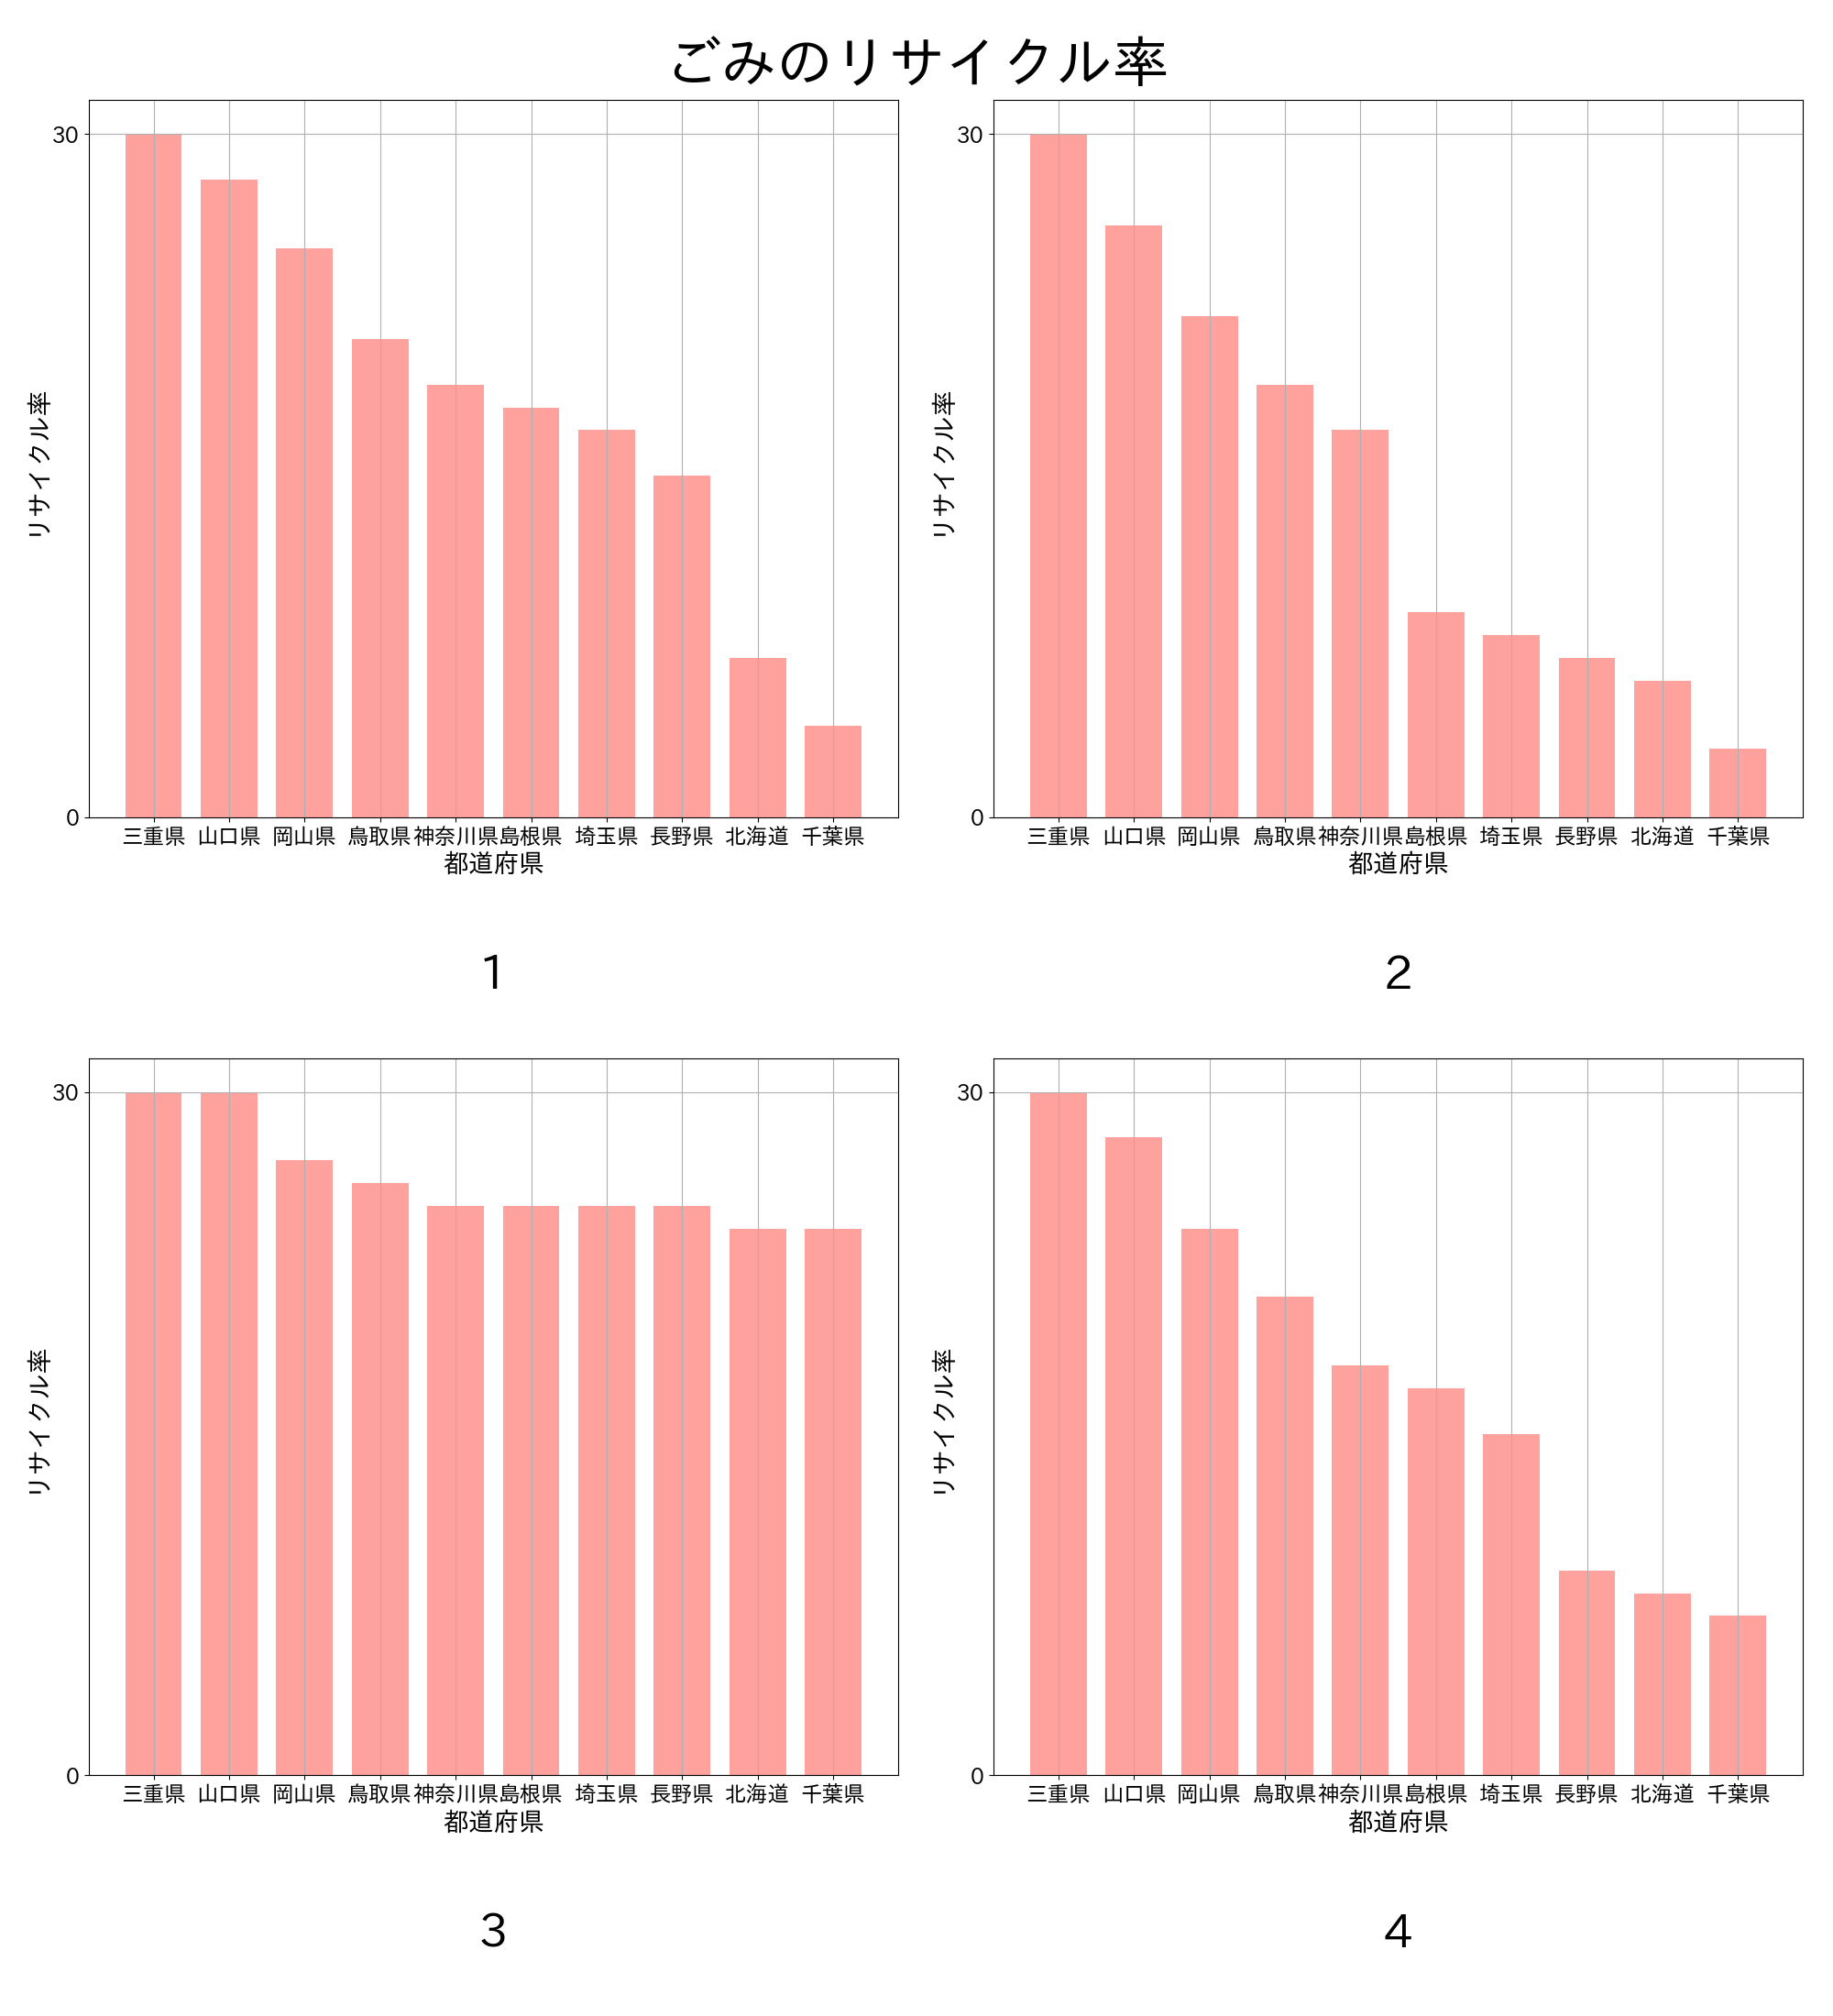 ごみのリサイクル率
30
0
リサイクル率
三重県 山口県 岡山県 鳥取県 神奈川県 島根県 埼玉県 長野県 北海道 千葉県
都道府県
1
30
0
リサイクル率
三重県 山口県 岡山県 鳥取県 神奈川県 島根県 埼玉県 長野県 北海道 千葉県
都道府県
2
30
0
リサイクル率
三重県 山口県 岡山県 鳥取県 神奈川県 島根県 埼玉県 長野県 北海道 千葉県
都道府県
3
30
0
リサイクル率
三重県 山口県 岡山県 鳥取県 神奈川県 島根県 埼玉県 長野県 北海道 千葉県
都道府県
4